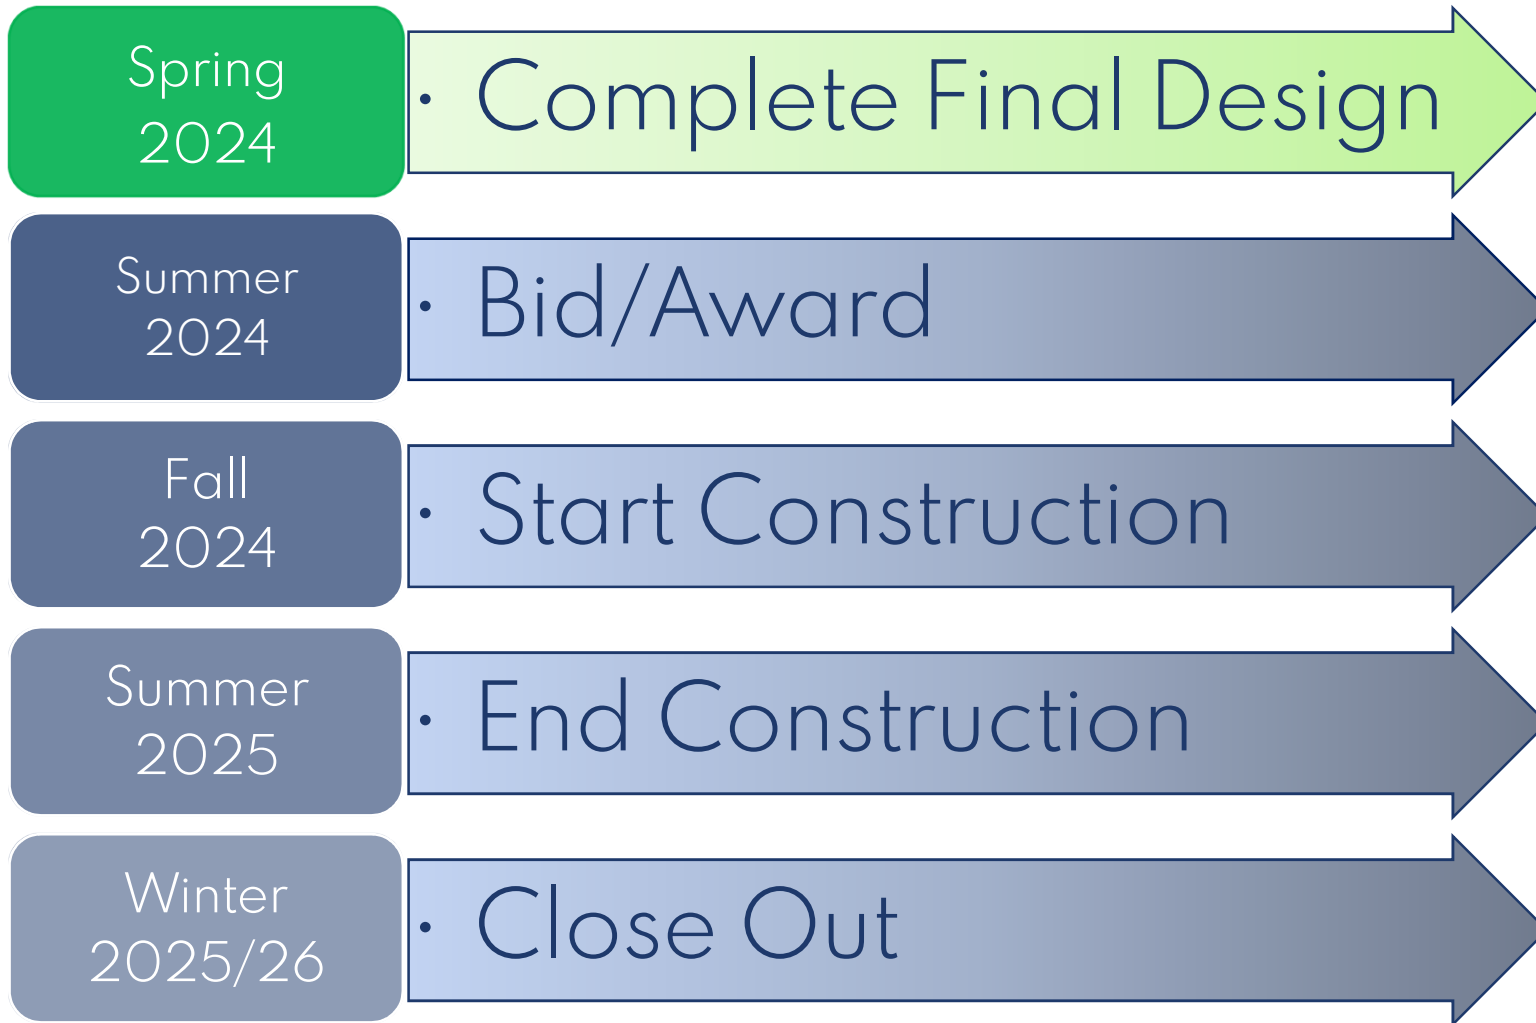 Spring
2024
• Complete Final Design
Summer
2024
• Bid/Award
Fall
2024
• Start Construction
Summer
2025
• End Construction
Winter
2025/26
• Close Out